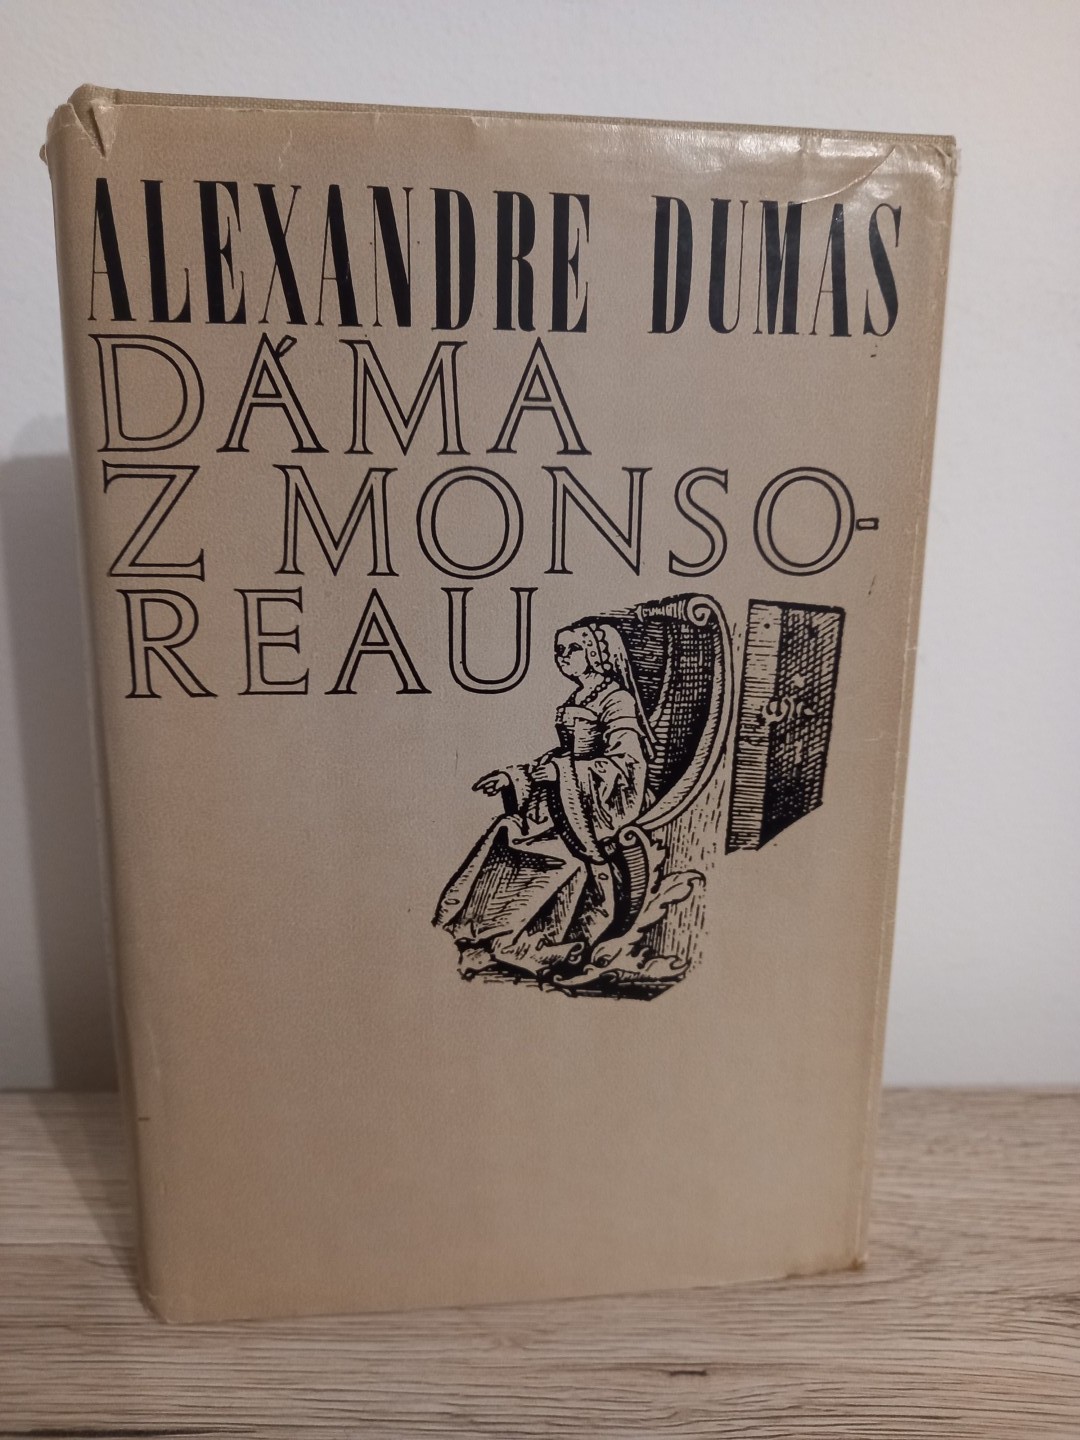 ALEXANDRE DUMAS
DÁMA
Z MONSO-
REAU